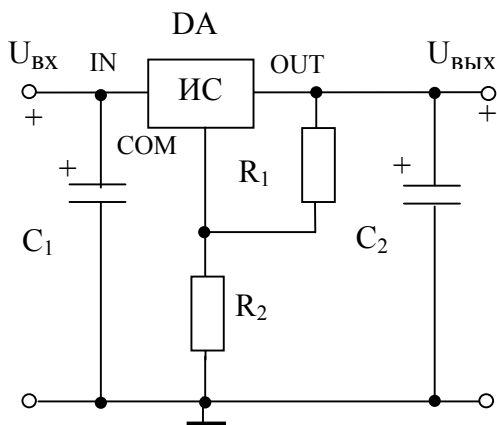 DA
Uвх IN ИС OUT Uвых
+ +
COM
+ R1 +
C1 C2
R2